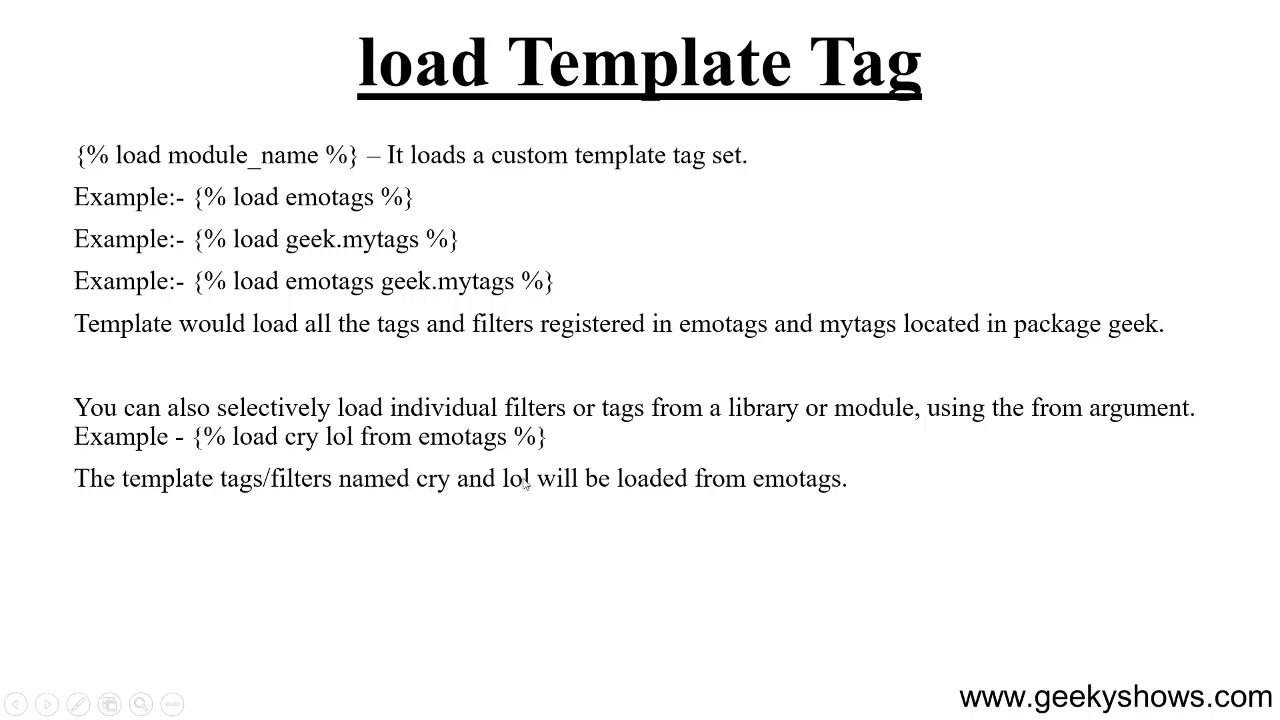 load Template Tag
{% load module_name %} – It loads a custom template tag set.
Example:- {% load emotags %}
Example:- {% load geek.mytags %}
Example:- {% load emotags geek.mytags %}
Template would load all the tags and filters registered in emotags and mytags located in package geek.
You can also selectively load individual filters or tags from a library or module, using the from argument.
Example - {% load cry lol from emotags %}
The template tags/filters named cry and lol will be loaded from emotags.
www.geekyshows.com